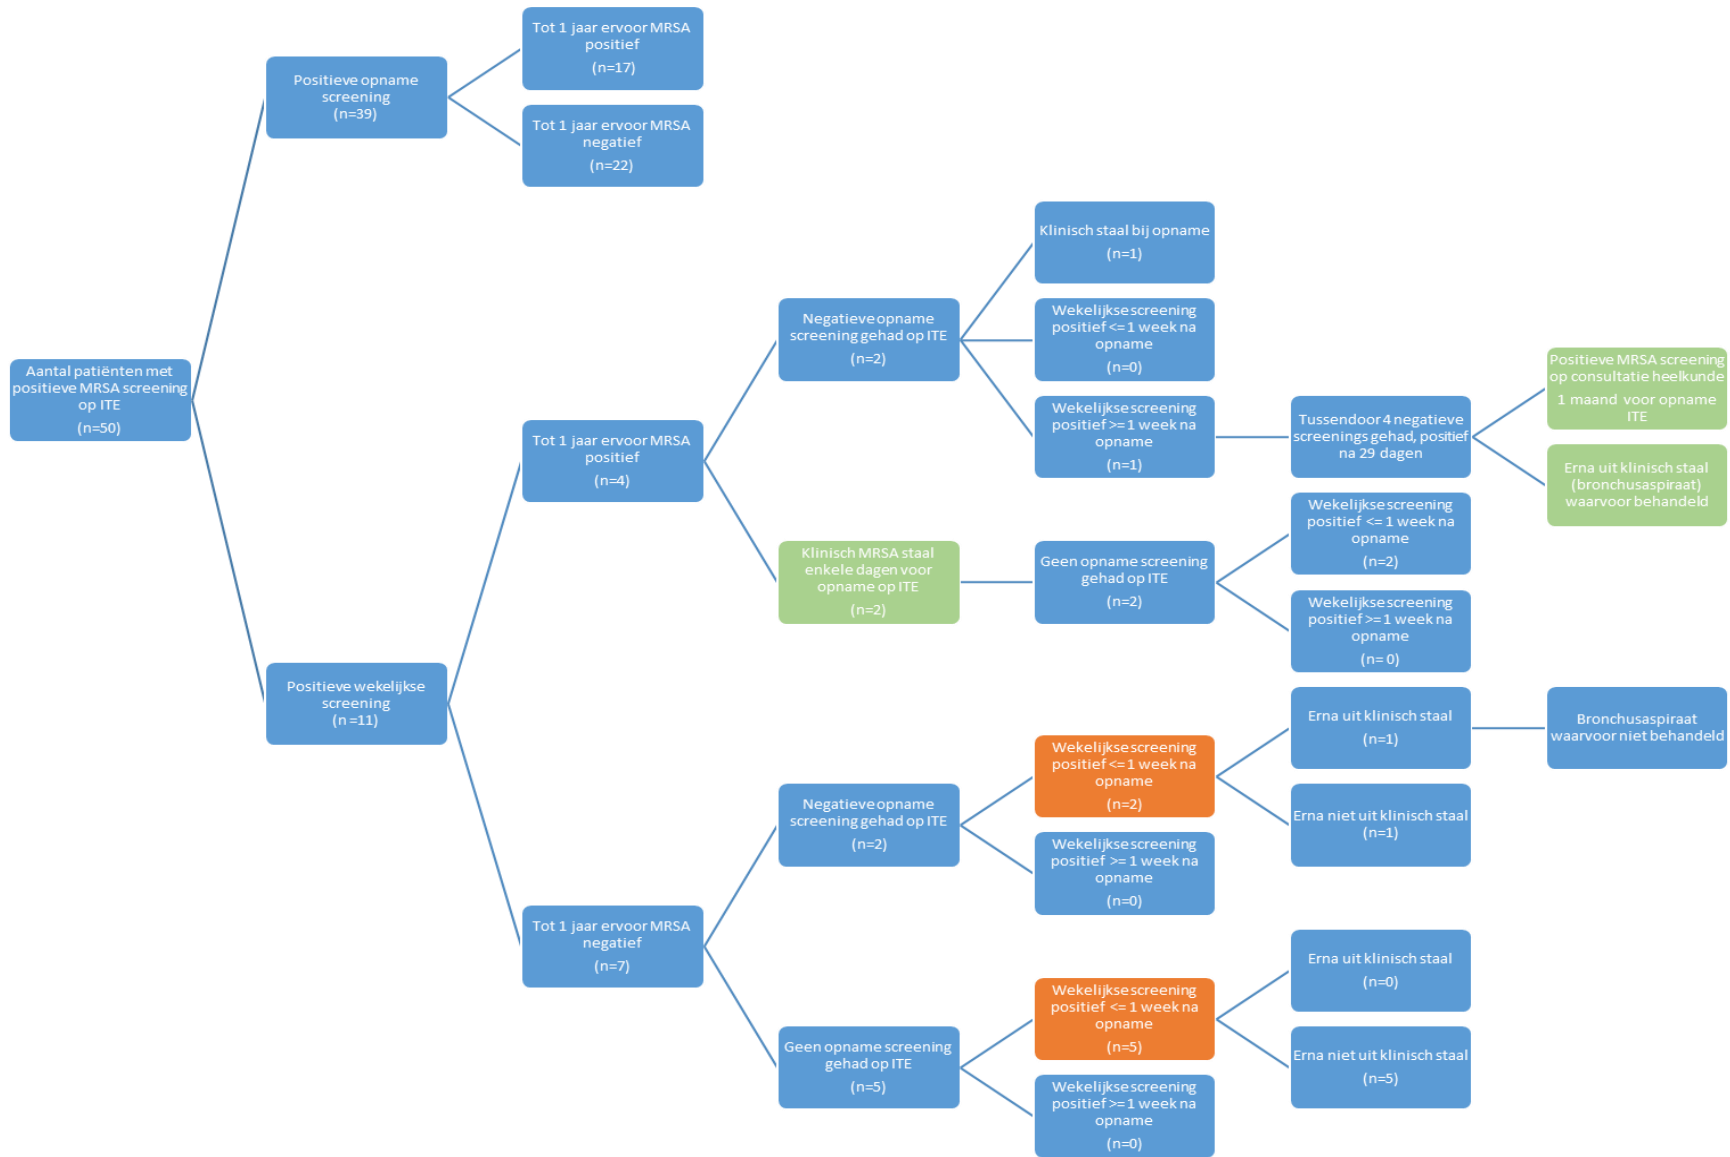 Aantal patiënten met
positieve MRSA screening
op ITE
(n=50)
Positieve opname
screening
(n=39)
Tot 1 jaar ervoor MRSA
positief
(n=17)
Tot 1 jaar ervoor MRSA
negatief
(n=22)
Positieve wekelijkse
screening
(n =11)
Tot 1 jaar ervoor MRSA
positief
(n=4)
Negatieve opname
screening gehad op ITE
(n=2)
Klinisch staal bij opname
(n=1)
Wekelijkse screening
positief <= 1 week na
opname
(n=0)
Wekelijkse screening
positief >= 1 week na
opname
(n=1)
Tussendoor 4 negatieve
screenings gehad, positief
na 29 dagen
Positieve MRSA screening
op consultatie heelkunde
1 maand voor opname
ITE
Erna uit klinisch staal
(bronchusaspiraat)
waarvoor behandeld
Klinisch MRSA staal
enkele dagen voor
opname op ITE
(n=2)
Geen opname screening
gehad op ITE
(n=2)
Wekelijkse screening
positief <= 1 week na
opname
(n=2)
Wekelijkse screening
positief >= 1 week na
opname
(n= 0)
Tot 1 jaar ervoor MRSA
negatief
(n=7)
Negatieve opname
screening gehad op ITE
(n=2)
Wekelijkse screening
positief <= 1 week na
opname
(n=2)
Erna uit klinisch staal
(n=1)
Bronchusaspiraat
waarvoor niet behandeld
Erna niet uit klinisch staal
(n=1)
Wekelijkse screening
positief >= 1 week na
opname
(n=0)
Geen opname screening
gehad op ITE
(n=5)
Wekelijkse screening
positief <= 1 week na
opname
(n=5)
Erna uit klinisch staal
(n=0)
Erna niet uit klinisch staal
(n=5)
Wekelijkse screening
positief >= 1 week na
opname
(n=0)